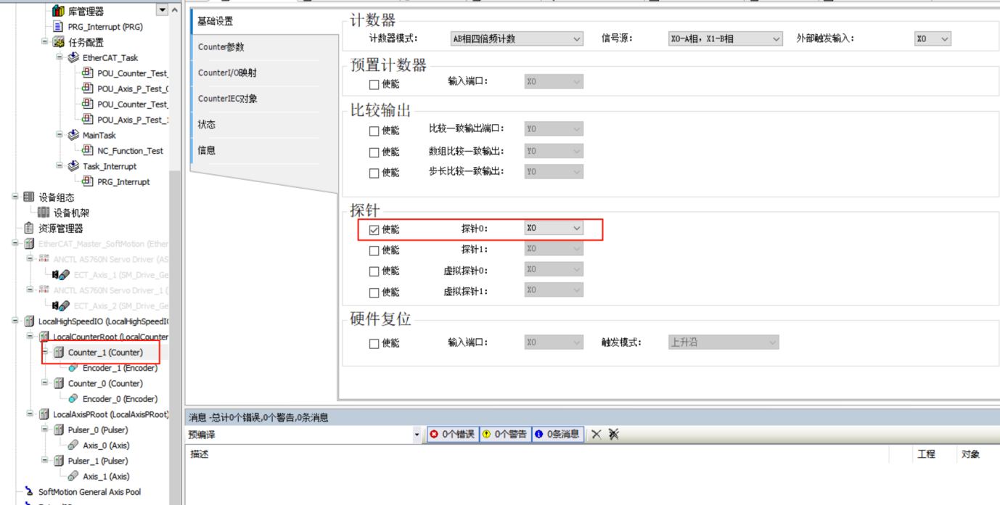 库管理器
PRG_Interrupt (PRG)
任务配置
EtherCAT_Task
POU_Counter_Test_
POU_Axis_P_Test_
POU_Counter_Test_
POU_Axis_P_Test_
MainTask
NC_Function_Test
Task_Interrupt
PRG_Interrupt
设备组态
设备机架
资源管理器
EtherCAT_Master_SoftMotion (Ether
ANCTL AS760N Servo Driver (AS
ECT_Axis_1 (SM_Drive_Ge
ANCTL AS760N Servo Driver_1 (
ECT_Axis_2 (SM_Drive_Ge
LocalHighSpeedIO (LocalHighSpeedIO
LocalCounterRoot (LocalCounter
Counter_1 (Counter)
Encoder_1 (Encoder)
Counter_0 (Counter)
Encoder_0 (Encoder)
LocalAxisPRoot (LocalAxisPRoot)
Pulser_0 (Pulser)
Axis_0 (Axis)
Pulser_1 (Pulser)
Axis_1 (Axis)
SoftMotion General Axis Pool
基础设置
Counter参数
CounterI/O映射
CounterIEC对象
状态
信息
计数器
计数器模式: AB相四倍频计数 信号源: X0-A相, X1-B相 外部触发输入: X0
预置计数器
使能 输入端口: X0
比较输出
使能 比较一致输出端口: Y0
使能 数组比较一致输出: Y0
使能 步长比较一致输出: Y0
探针
使能 探针0: X0
使能 探针1: X0
使能 虚拟探针0: X0
使能 虚拟探针1: X0
硬件复位
使能 输入端口: X0 触发模式: 上升沿
消息 -总计0个错误,0个警告,0条消息
预编译 0个错误 0个警告 0条消息
描述 工程 对象